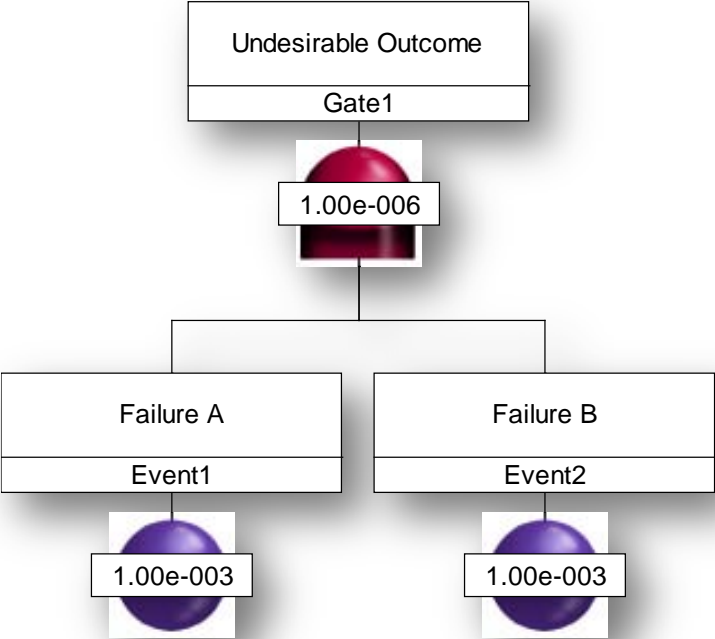 Undesirable Outcome
Gate1
1.00e-006
Failure A
Failure B
Event1
Event2
1.00e-003
1.00e-003